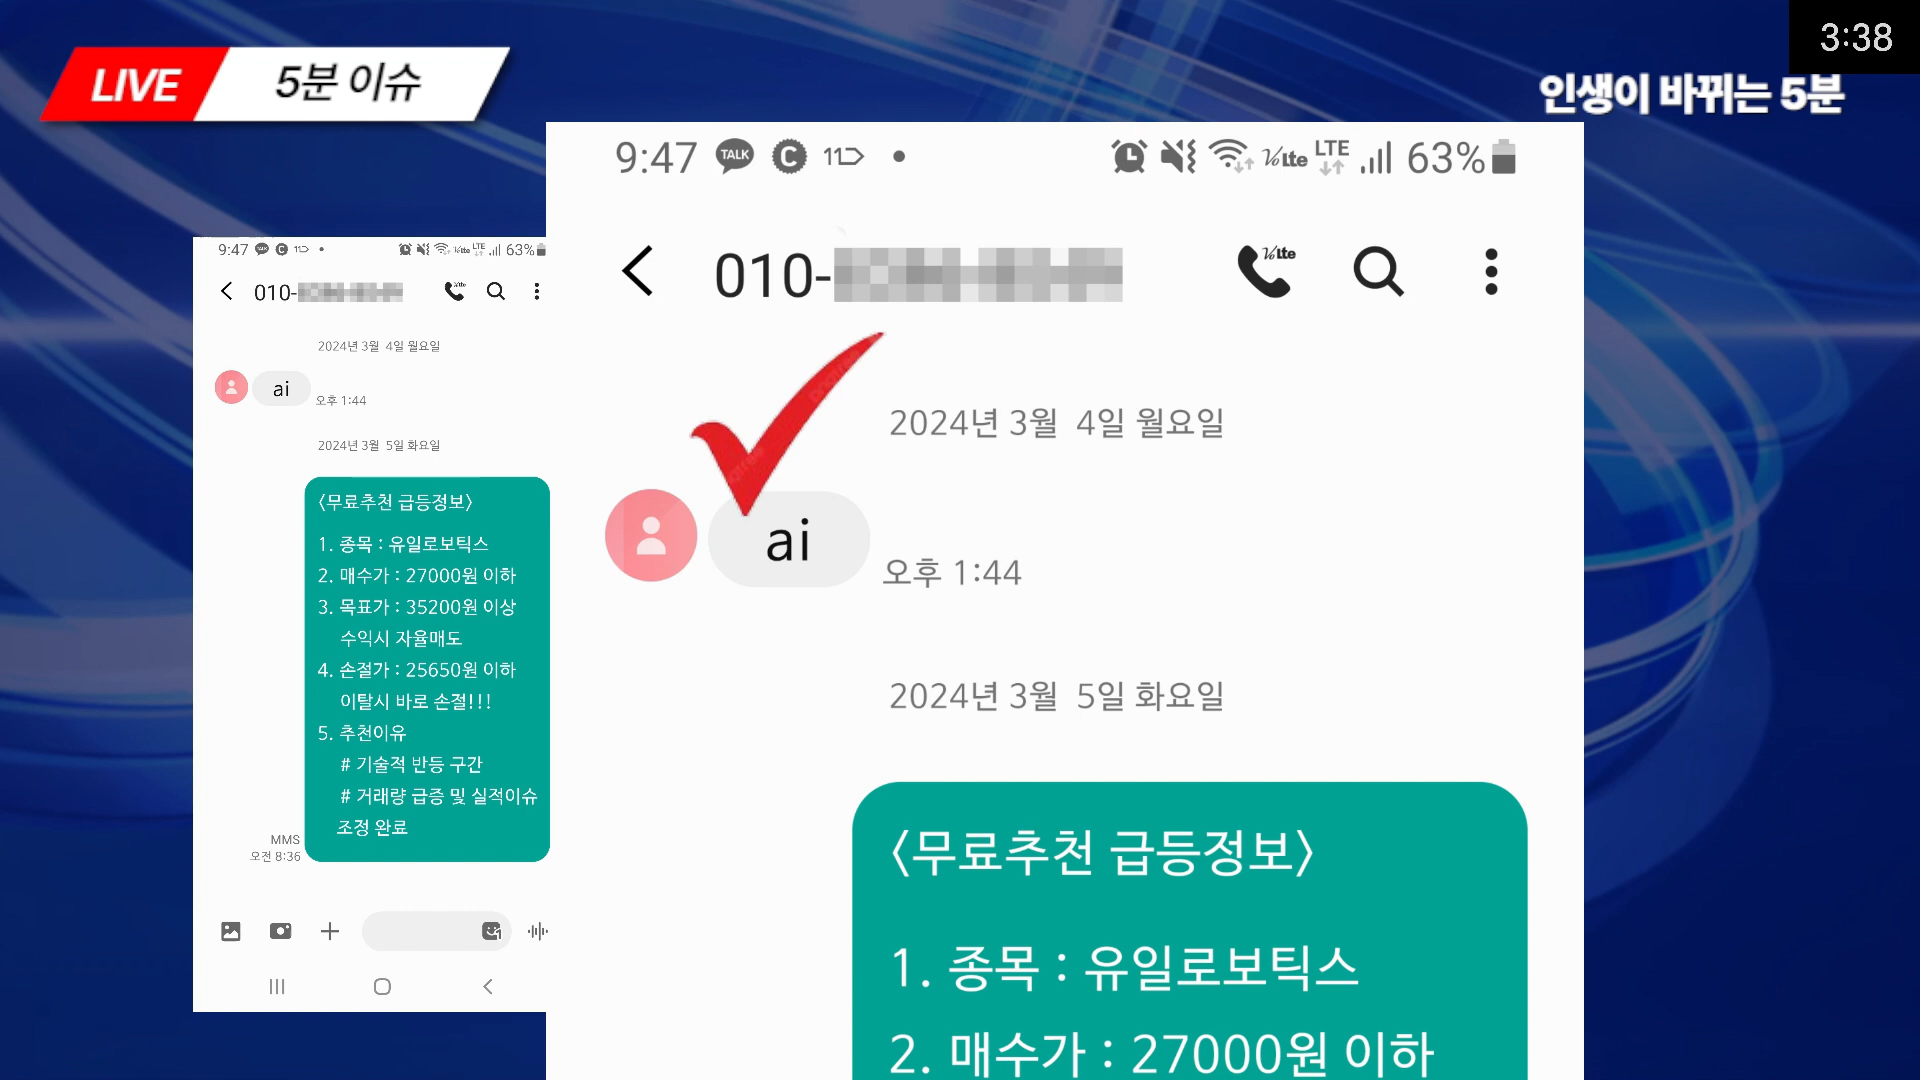 LIVE 5분 이슈
3:38
인생이 바뀌는 5분
9:47 TALK C 11 VoLte LTE 63%
010-
2024년 3월 4일 월요일
ai
오후 1:44
2024년 3월 5일 화요일
<무료추천 급등정보>
1. 종목 : 유일로보틱스
2. 매수가 : 27000원 이하
3. 목표가 : 35200원 이상
수익시 자율매도
4. 손절가 : 25650원 이하
이탈시 바로 손절!!!
5. 추천이유
# 기술적 반등 구간
# 거래량 급증 및 실적이슈
조정 완료
MMS
오전 8:36
9:47 TALK C 11 VoLte LTE 63%
010-
VoLte
2024년 3월 4일 월요일
ai
오후 1:44
2024년 3월 5일 화요일
<무료추천 급등정보>
1. 종목 : 유일로보틱스
2. 매수가 : 27000원 이하